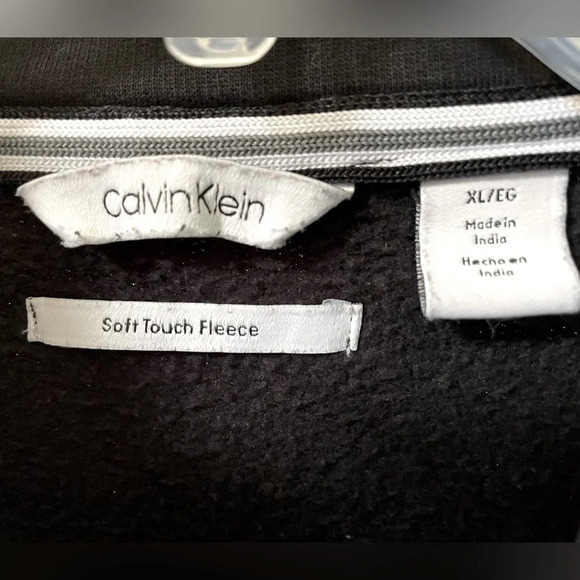 Calvin Klein
XL/EG
Made in
India
Hecho en
India
Soft Touch Fleece